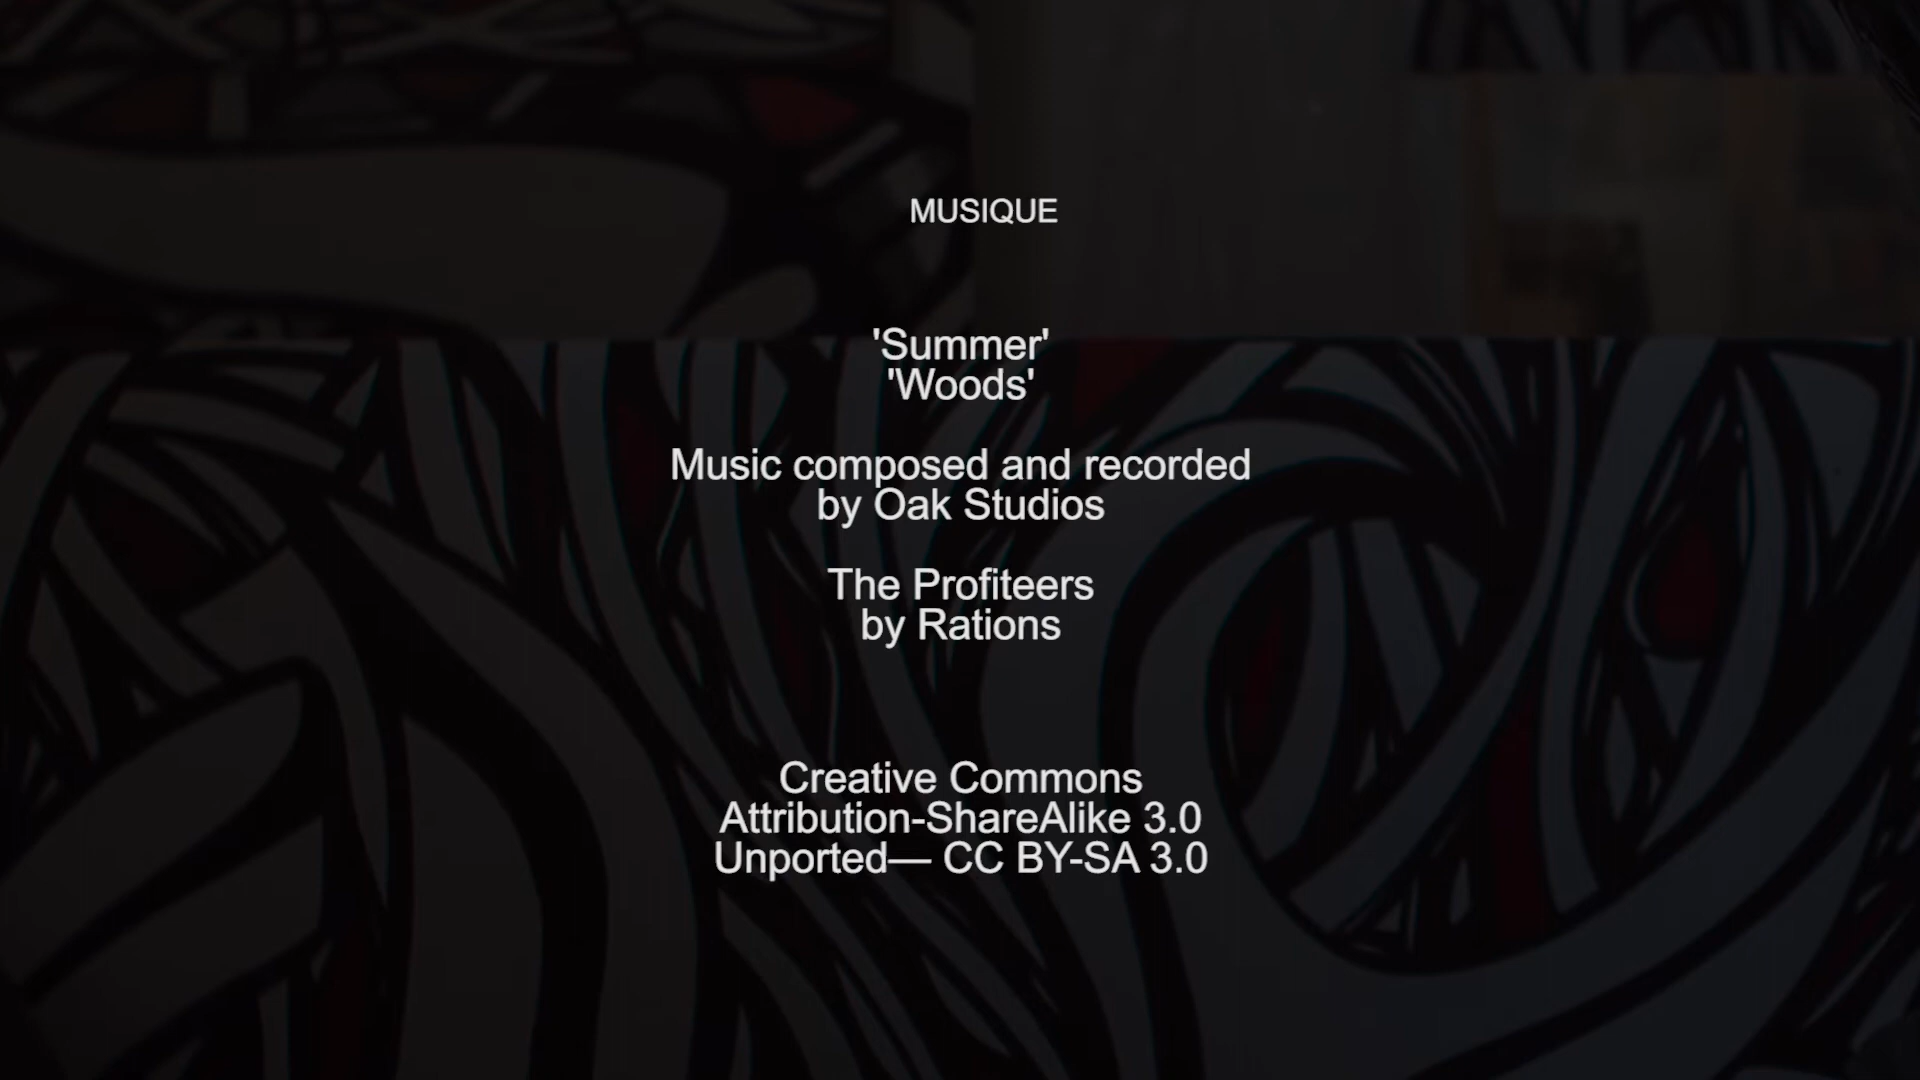 MUSIQUE
'Summer'
'Woods'
Music composed and recorded
by Oak Studios
The Profiteers
by Rations
Creative Commons
Attribution-ShareAlike 3.0
Unported— CC BY-SA 3.0